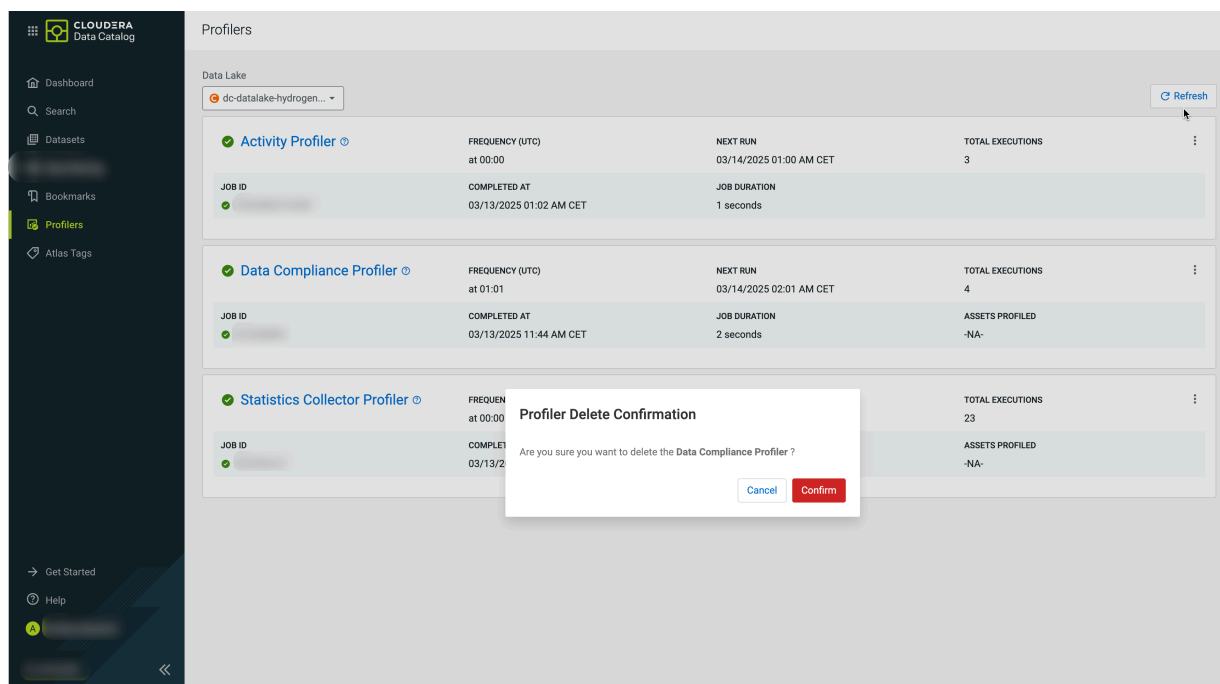 CLOUDERA
Data Catalog
Profilers
Dashboard
Search
Datasets
Bookmarks
Profilers
Atlas Tags
Get Started
Help
A
Data Lake
dc-datalake-hydrogen...
Refresh
Activity Profiler
FREQUENCY (UTC) NEXT RUN TOTAL EXECUTIONS
at 00:00 03/14/2025 01:00 AM CET 3
JOB ID COMPLETED AT JOB DURATION
03/13/2025 01:02 AM CET 1 seconds
Data Compliance Profiler
FREQUENCY (UTC) NEXT RUN TOTAL EXECUTIONS
at 01:01 03/14/2025 02:01 AM CET 4
JOB ID COMPLETED AT JOB DURATION ASSETS PROFILED
03/13/2025 11:44 AM CET 2 seconds -NA-
Statistics Collector Profiler
FREQUEN TOTAL EXECUTIONS
at 00:00 23
JOB ID COMPLET ASSETS PROFILED
03/13/2 -NA-
Profiler Delete Confirmation
Are you sure you want to delete the Data Compliance Profiler ?
Cancel Confirm